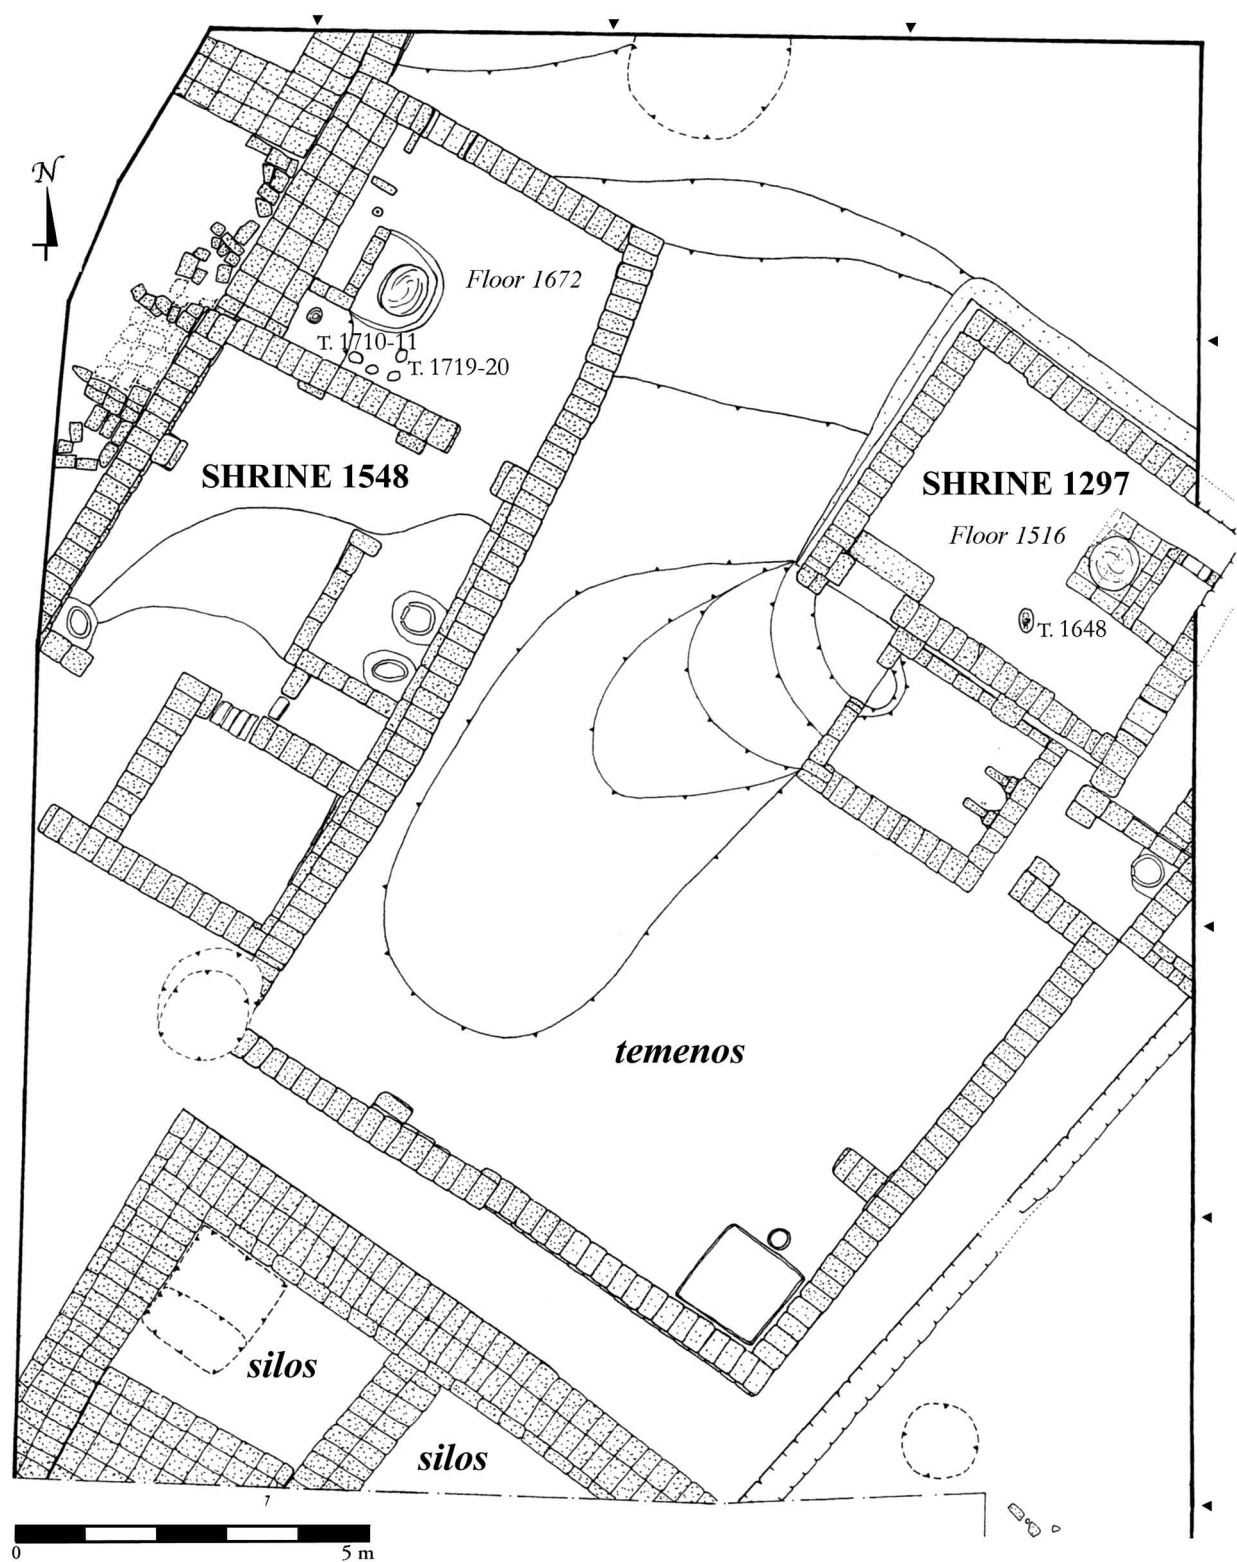 N
Floor 1672
T. 1710-11
T. 1719-20
SHRINE 1548
SHRINE 1297
Floor 1516
T. 1648
temenos
silos
silos
7
0 5 m